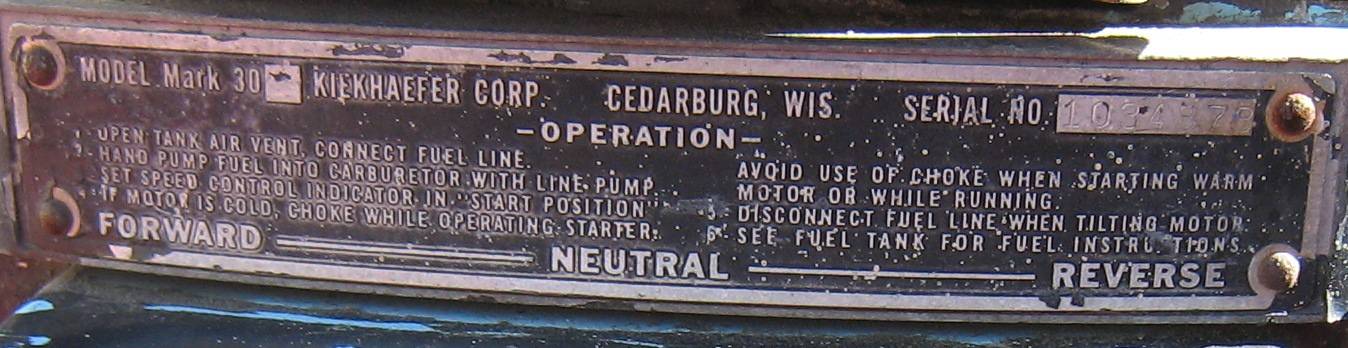 MODEL Mark 30 KIEKHAEFER CORP. CEDARBURG, WIS. SERIAL NO.
—OPERATION—
OPEN TANK AIR VENT. CONNECT FUEL LINE.
HAND PUMP FUEL INTO CARBURETOR WITH LINE PUMP.
SET SPEED CONTROL INDICATOR IN "START POSITION"
4. IF MOTOR IS COLD, CHOKE WHILE OPERATING STARTER.
AVOID USE OF CHOKE WHEN STARTING WARM
MOTOR OR WHILE RUNNING.
5. DISCONNECT FUEL LINE WHEN TILTING MOTOR.
6. SEE FUEL TANK FOR FUEL INSTRUCTIONS.
FORWARD NEUTRAL REVERSE